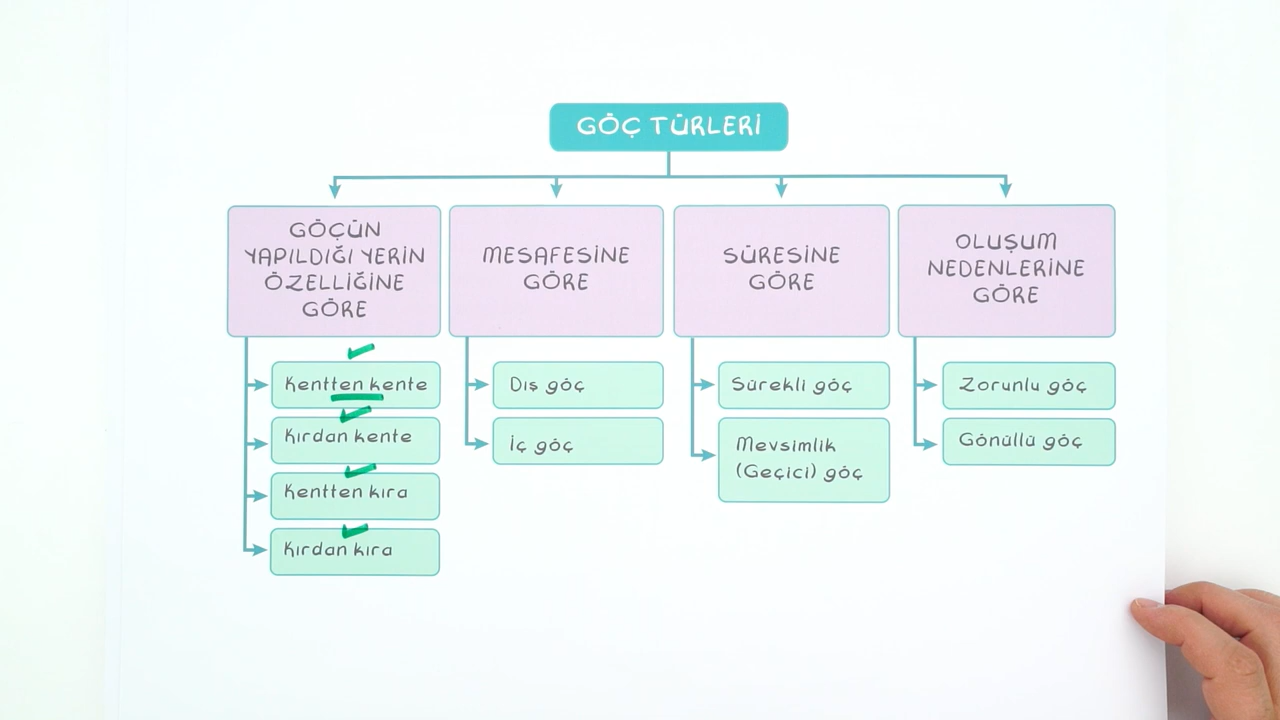 GÖÇ TÜRLERİ
GÖÇÜN
YAPILDIĞI YERİN
ÖZELLİĞİNE
GÖRE
Kentten kente
Kırdan kente
Kentten kıra
Kırdan kıra
MESAFESİNE
GÖRE
Dış göç
İç göç
SÜRESİNE
GÖRE
Sürekli göç
Mevsimlik
(Geçici) göç
OLUŞUM
NEDENLERİNE
GÖRE
Zorunlu göç
Gönüllü göç